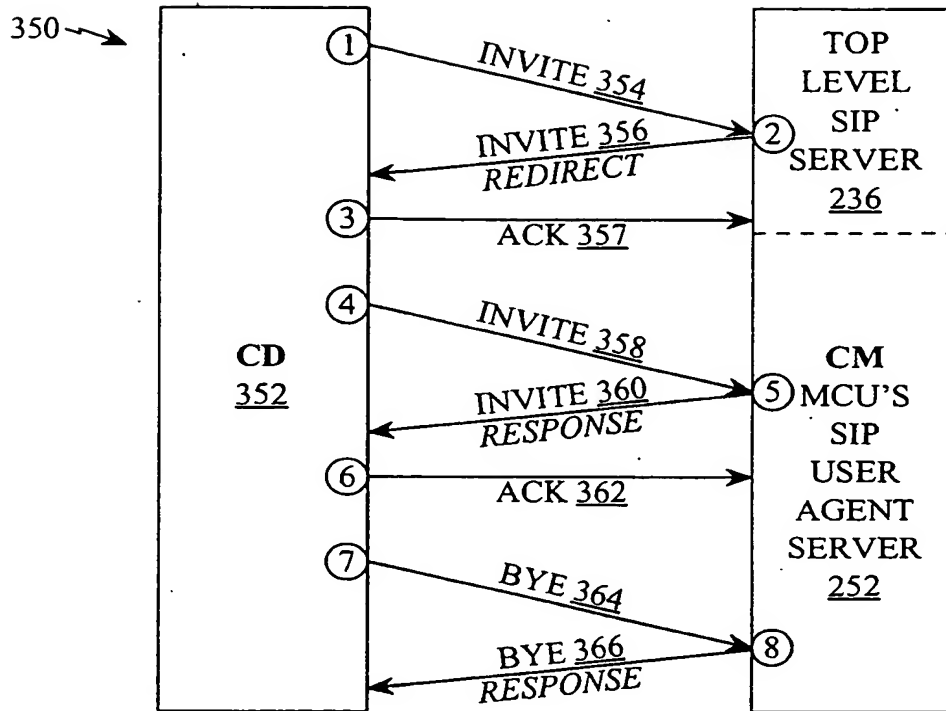 350
1
INVITE 354
TOP
LEVEL
SIP
SERVER
236
2
INVITE 356
REDIRECT
3
ACK 357
4
INVITE 358
CD
352
CM
MCU'S
SIP
USER
AGENT
SERVER
252
5
INVITE 360
RESPONSE
6
ACK 362
7
BYE 364
8
BYE 366
RESPONSE